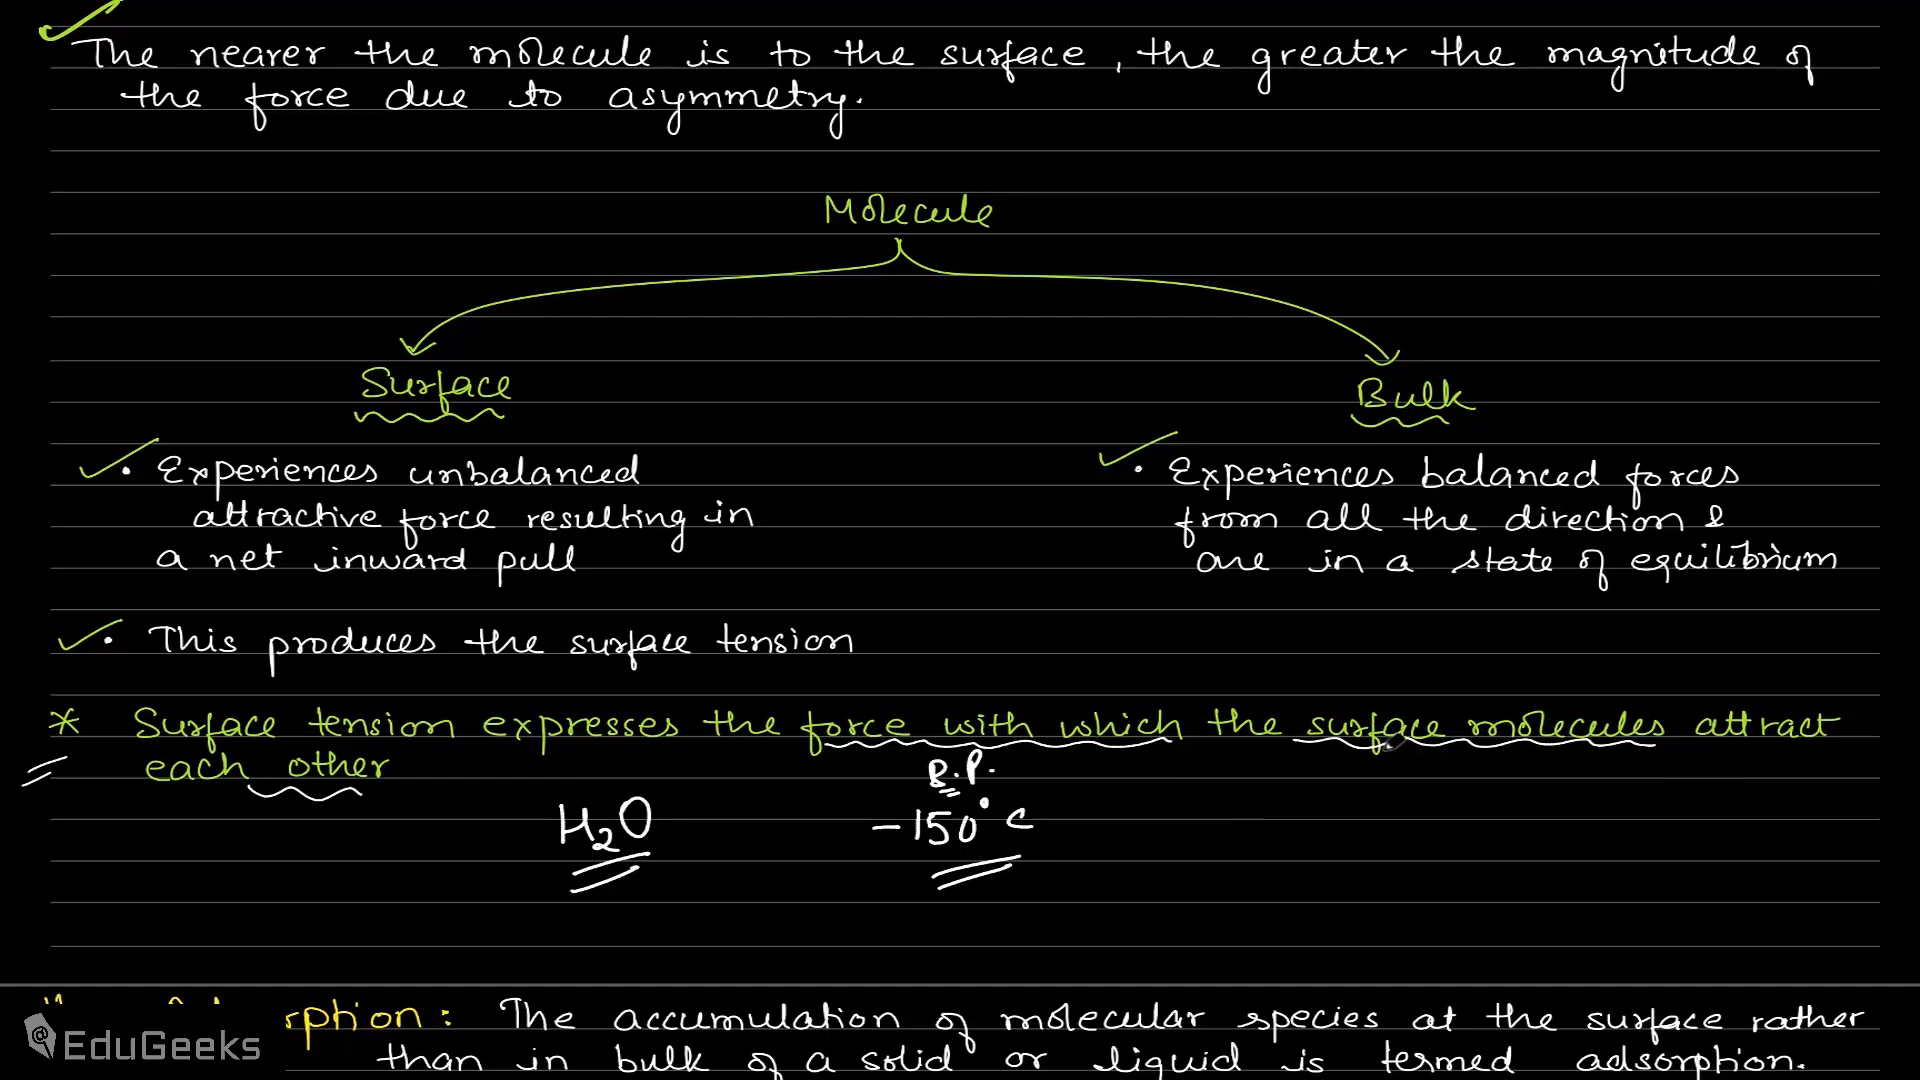 The nearer the molecule is to the surface, the greater the magnitude of
the force due to asymmetry.
Molecule
Surface
Bulk
• Experiences unbalanced
attractive force resulting in
a net inward pull
• Experiences balanced forces
from all the direction &
are in a state of equilibrium
• This produces the surface tension
* Surface tension expresses the force with which the surface molecules attract
each other
B.P.
H₂O
-150°C
rption: The accumulation of molecular species at the surface rather
than in bulk of a solid or liquid is termed adsorption.
@EduGeeks